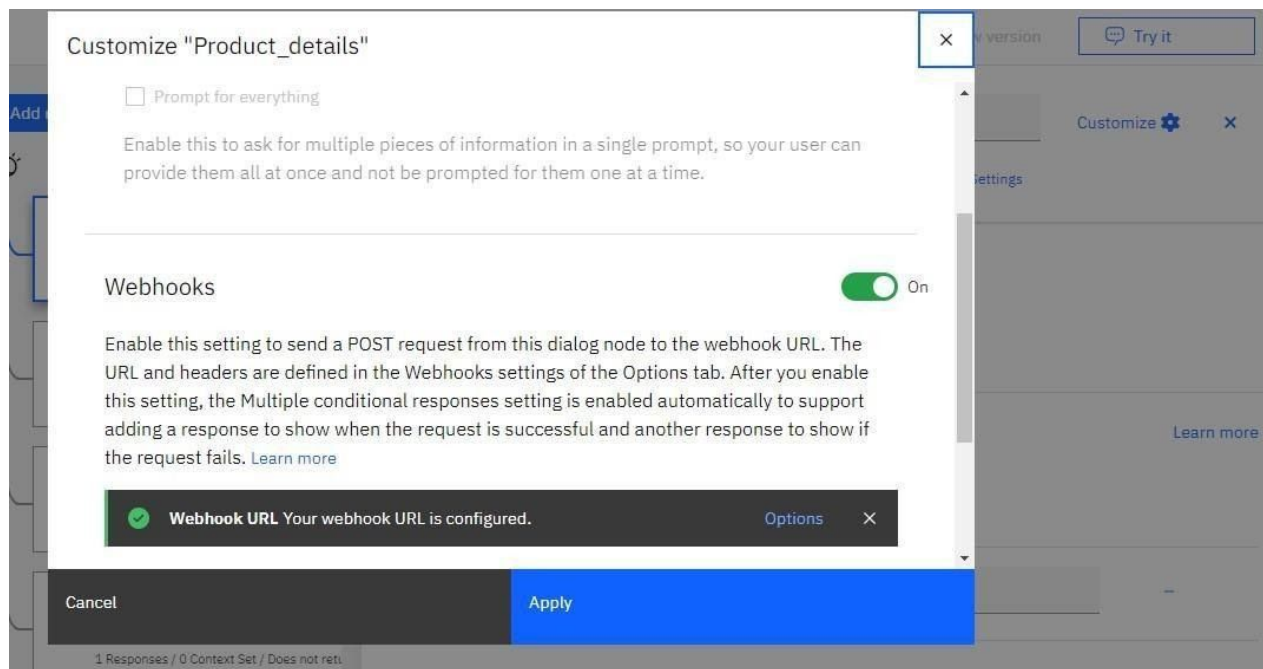 Customize "Product_details"
version
Try it
Add
Prompt for everything
Customize
Enable this to ask for multiple pieces of information in a single prompt, so your user can
provide them all at once and not be prompted for them one at a time.
Settings
Webhooks
On
Enable this setting to send a POST request from this dialog node to the webhook URL. The
URL and headers are defined in the Webhooks settings of the Options tab. After you enable
this setting, the Multiple conditional responses setting is enabled automatically to support
adding a response to show when the request is successful and another response to show if
the request fails. Learn more
Learn more
Webhook URL Your webhook URL is configured.
Options
Cancel
Apply
1 Responses / 0 Context Set / Does not